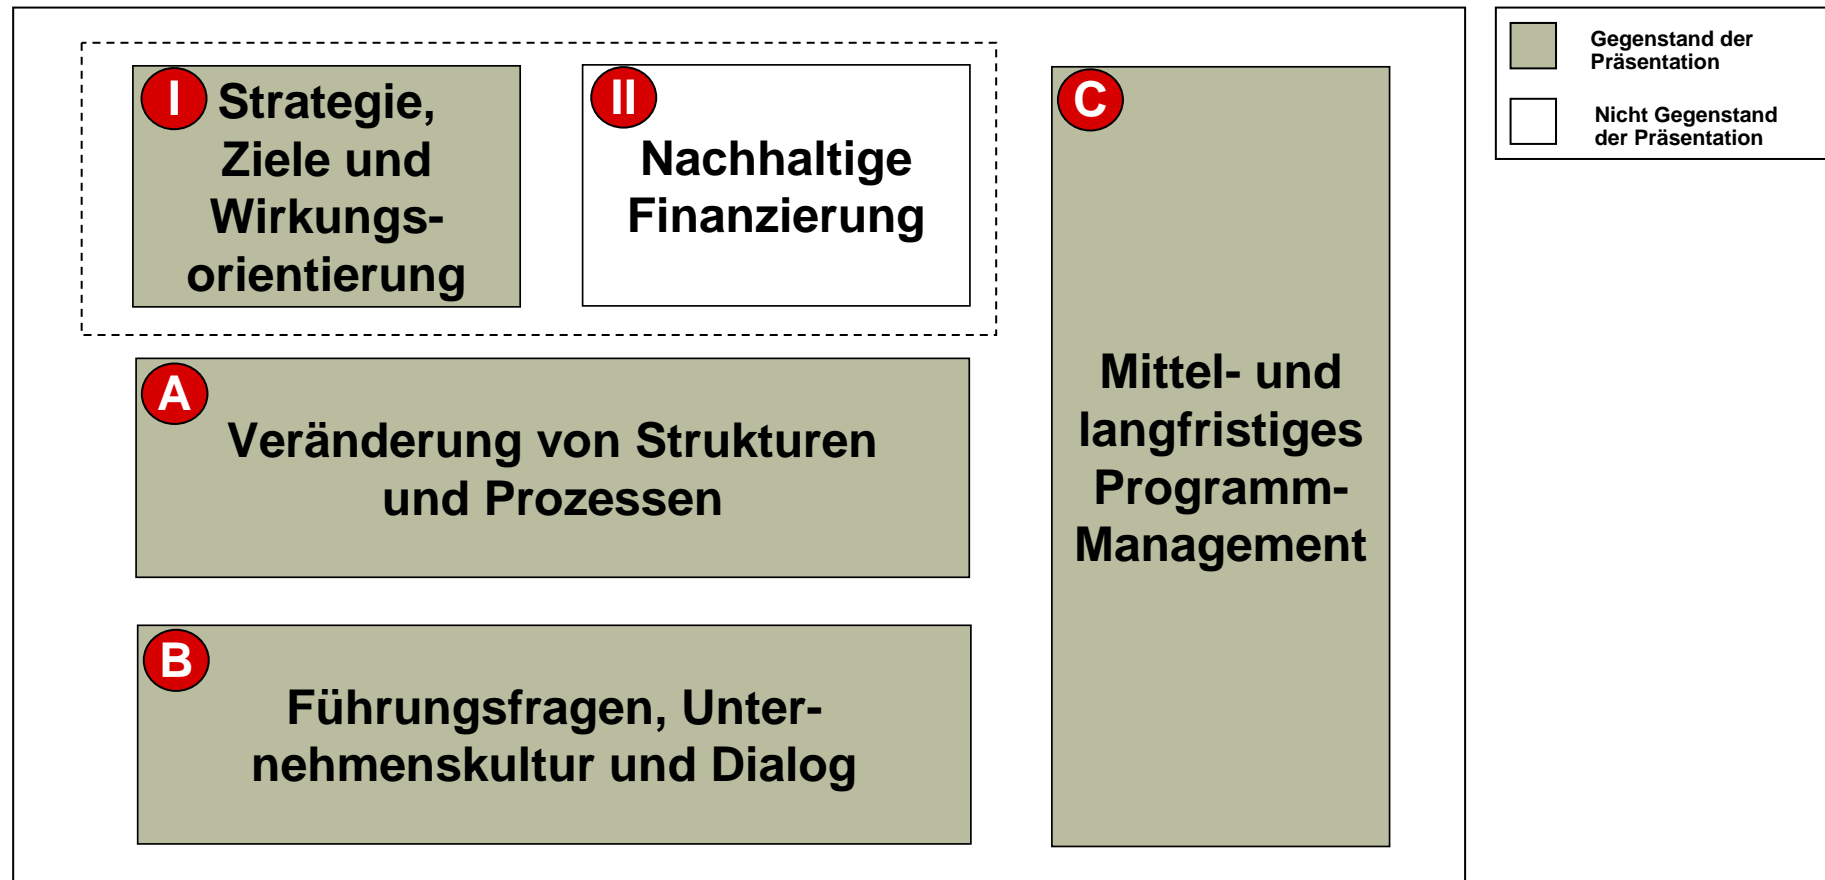 I
Strategie,
Ziele und
Wirkungs-
orientierung
II
Nachhaltige
Finanzierung
A
Veränderung von Strukturen
und Prozessen
B
Führungsfragen, Unter-
nehmenskultur und Dialog
C
Mittel- und
langfristiges
Programm-
Management
Gegenstand der
Präsentation
Nicht Gegenstand
der Präsentation